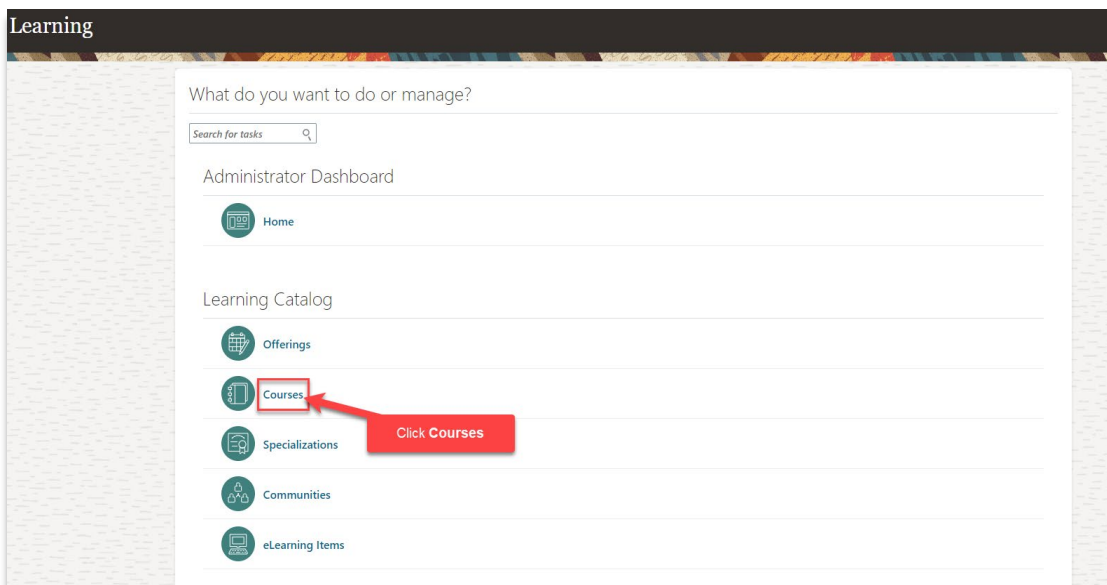 Learning
What do you want to do or manage?
Search for tasks
Administrator Dashboard
Home
Learning Catalog
Offerings
Courses
Click Courses
Specializations
Communities
eLearning Items